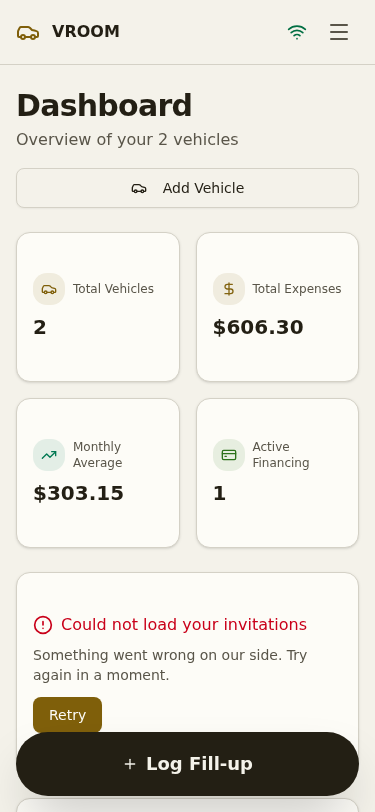 VROOM
Dashboard
Overview of your 2 vehicles
Add Vehicle
Total Vehicles
2
Total Expenses
$606.30
Monthly
Average
$303.15
Active
Financing
1
Could not load your invitations
Something went wrong on our side. Try
again in a moment.
Retry
+ Log Fill-up